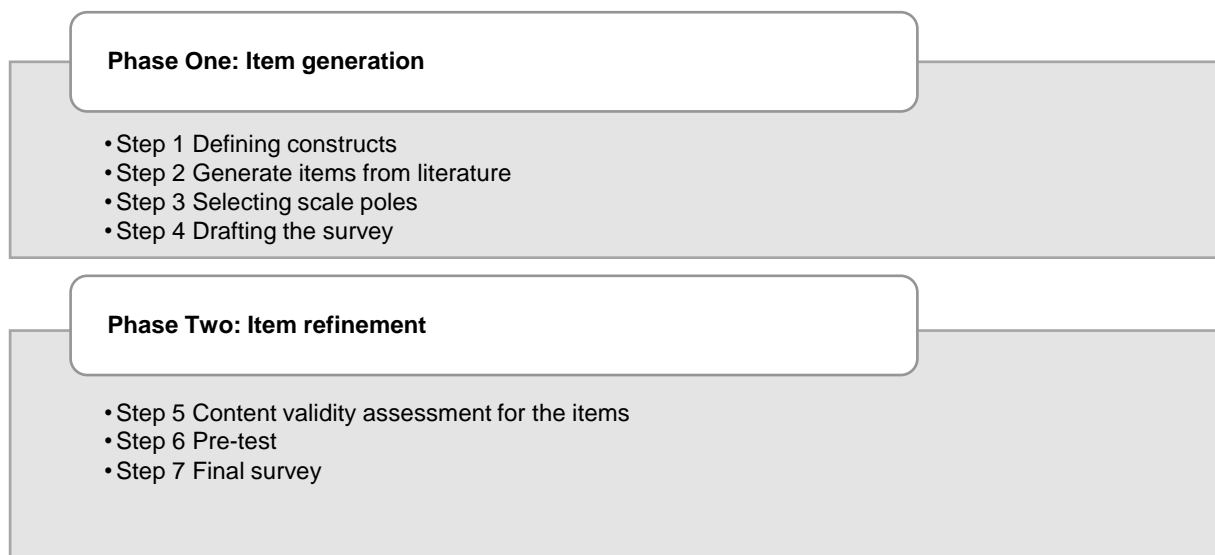 Phase One: Item generation
• Step 1 Defining constructs
• Step 2 Generate items from literature
• Step 3 Selecting scale poles
• Step 4 Drafting the survey
Phase Two: Item refinement
• Step 5 Content validity assessment for the items
• Step 6 Pre-test
• Step 7 Final survey